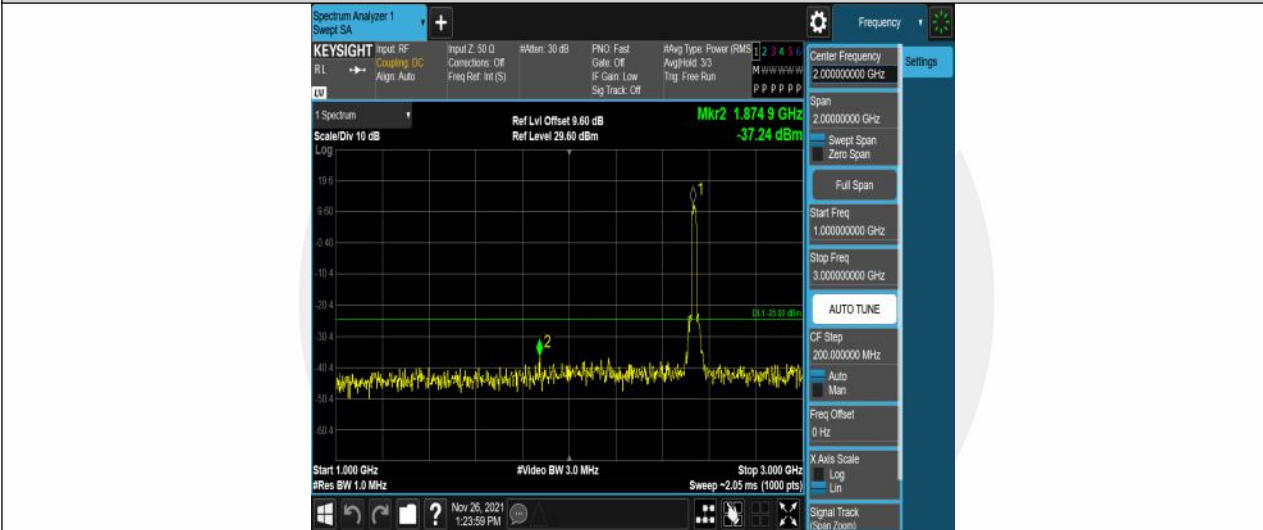 Spectrum Analyzer 1
Swept SA
+
Frequency
KEYSIGHT
RL
LV
Input: RF
Coupling: DC
Align: Auto
Input Z: 50 Ω
Corrections: Off
Freq Ref: Int (S)
#Atten: 30 dB
PNO: Fast
Gate: Off
IF Gain: Low
Sig Track: Off
#Avg Type: Power (RMS
Avg|Hold: 3/3
Trig: Free Run
1 2 3 4 5 6
M W W W W W
P P P P P P
1 Spectrum
Scale/Div 10 dB
Log
Ref Lvl Offset 9.60 dB
Ref Level 29.60 dBm
Mkr2 1.874 9 GHz
-37.24 dBm
19.6
9.60
-0.40
-10.4
-20.4
-30.4
-40.4
-50.4
-60.4
1
2
DL1 -25.00 dBm
Start 1.000 GHz
#Res BW 1.0 MHz
#Video BW 3.0 MHz
Stop 3.000 GHz
Sweep ~2.05 ms (1000 pts)
Center Frequency
2.000000000 GHz
Settings
Span
2.00000000 GHz
Swept Span
Zero Span
Full Span
Start Freq
1.000000000 GHz
Stop Freq
3.000000000 GHz
AUTO TUNE
CF Step
200.000000 MHz
Auto
Man
Freq Offset
0 Hz
X Axis Scale
Log
Lin
Signal Track
(Span Zoom)
?
Nov 26, 2021
1:23:59 PM